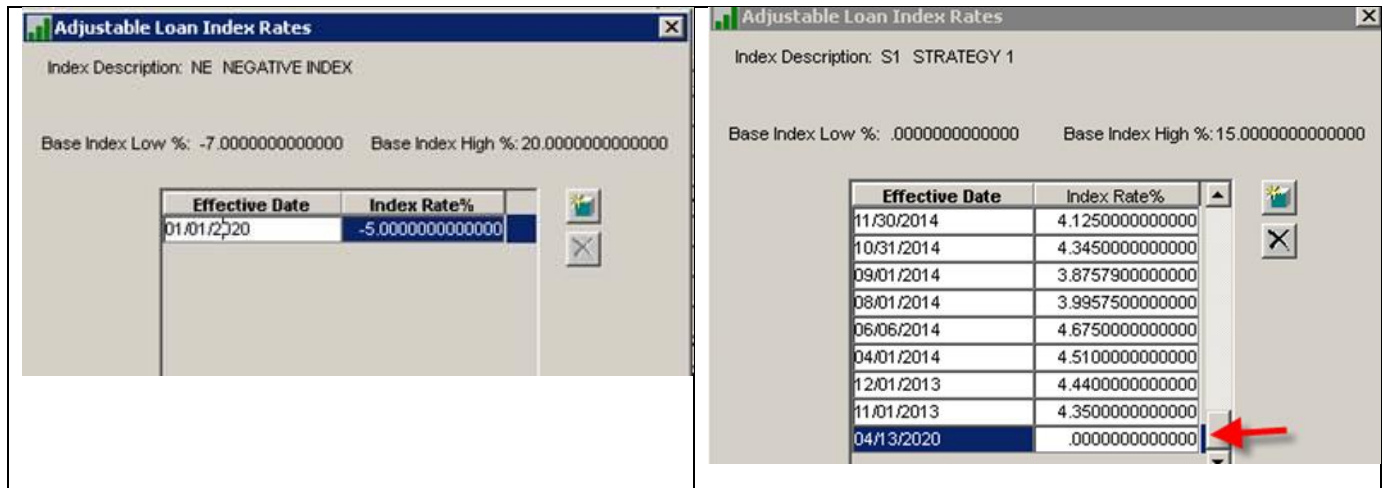 Adjustable Loan Index Rates
Index Description: NE NEGATIVE INDEX
Base Index Low %: -7.0000000000000 Base Index High %: 20.0000000000000
Effective Date Index Rate%
01/01/2020 -5.0000000000000
Adjustable Loan Index Rates
Index Description: S1 STRATEGY 1
Base Index Low %: .0000000000000 Base Index High %: 15.0000000000000
Effective Date Index Rate%
11/30/2014 4.1250000000000
10/31/2014 4.3450000000000
09/01/2014 3.8757900000000
08/01/2014 3.9957500000000
06/06/2014 4.6750000000000
04/01/2014 4.5100000000000
12/01/2013 4.4400000000000
11/01/2013 4.3500000000000
04/13/2020 .0000000000000